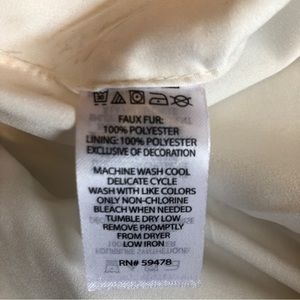 FAUX FUR:
100% POLYESTER
LINING: 100% POLYESTER
EXCLUSIVE OF DECORATION
MACHINE WASH COOL
DELICATE CYCLE
WASH WITH LIKE COLORS
ONLY NON-CHLORINE
BLEACH WHEN NEEDED
TUMBLE DRY LOW
REMOVE PROMPTLY
FROM DRYER
LOW IRON
RN# 59478